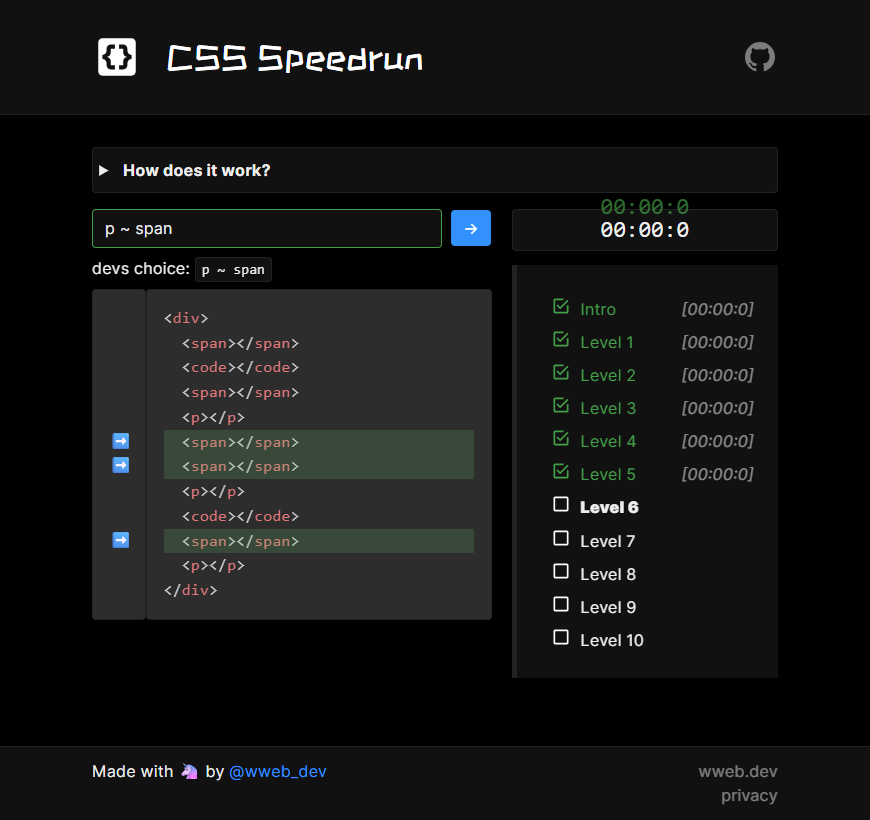 CSS Speedrun
How does it work?
p ~ span
devs choice: p ~ span
<div>
  <span></span>
  <code></code>
  <span></span>
  <p></p>
  <span></span>
  <span></span>
  <p></p>
  <code></code>
  <span></span>
  <p></p>
</div>
00:00:0
00:00:0
Intro [00:00:0]
Level 1 [00:00:0]
Level 2 [00:00:0]
Level 3 [00:00:0]
Level 4 [00:00:0]
Level 5 [00:00:0]
Level 6
Level 7
Level 8
Level 9
Level 10
Made with 🦄 by @wweb_dev
wweb.dev
privacy